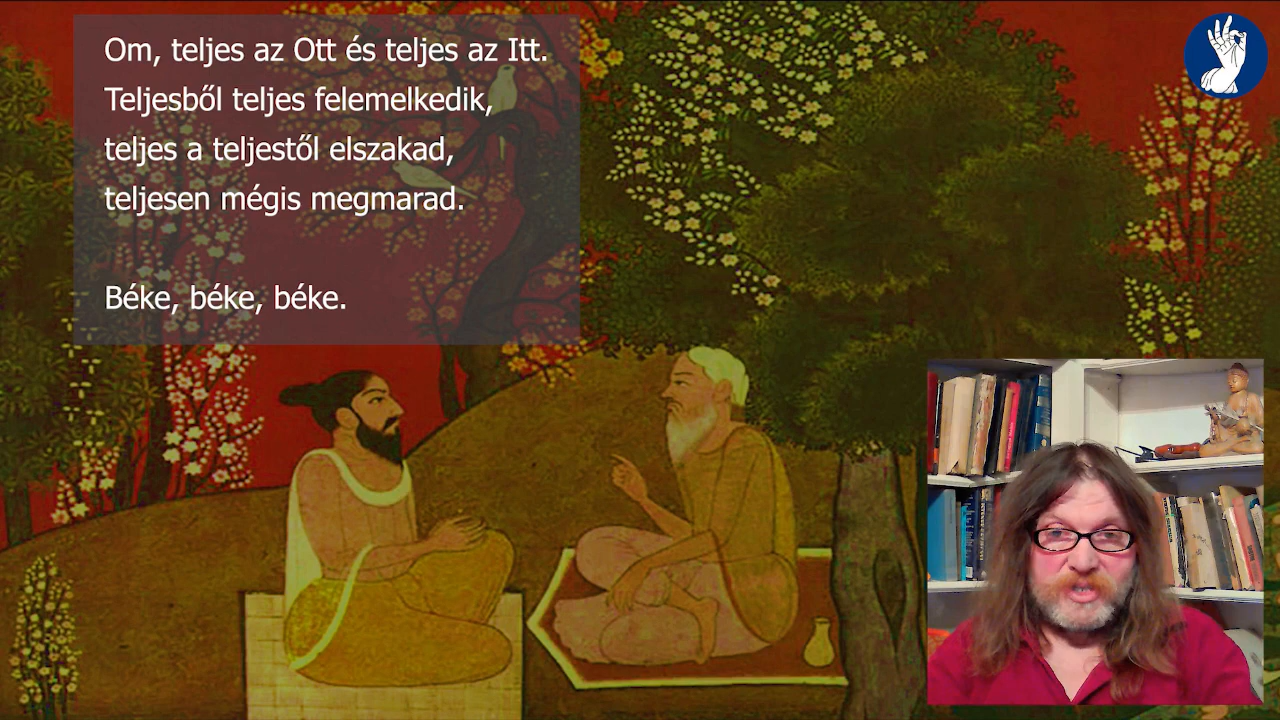 Om, teljes az Ott és teljes az Itt.
Teljesből teljes felemelkedik,
teljes a teljestől elszakad,
teljesen mégis megmarad.
Béke, béke, béke.